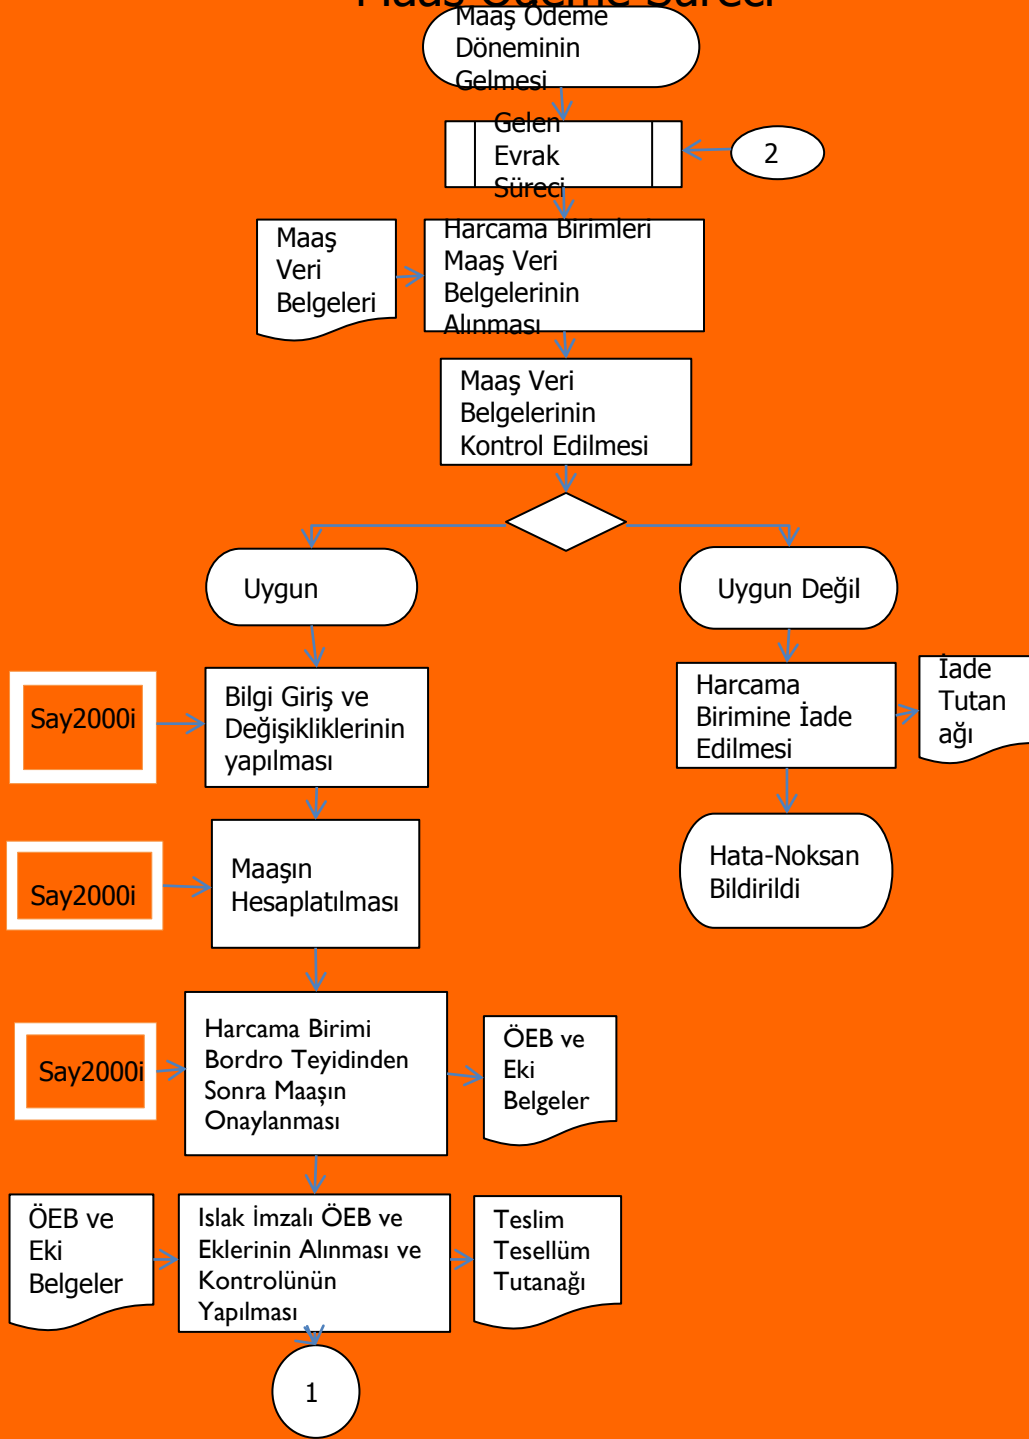 Maaş Ödeme Süreci
Maaş Ödeme
Döneminin
Gelmesi
Gelen
Evrak
Süreci
2
Maaş
Veri
Belgeleri
Harcama Birimleri
Maaş Veri
Belgelerinin
Alınması
Maaş Veri
Belgelerinin
Kontrol Edilmesi
Uygun
Uygun Değil
Say2000i
Bilgi Giriş ve
Değişikliklerinin
yapılması
Harcama
Birimine İade
Edilmesi
İade
Tutan
ağı
Say2000i
Maaşın
Hesaplatılması
Hata-Noksan
Bildirildi
Say2000i
Harcama Birimi
Bordro Teyidinden
Sonra Maaşın
Onaylanması
ÖEB ve
Eki
Belgeler
ÖEB ve
Eki
Belgeler
Islak İmzalı ÖEB ve
Eklerinin Alınması ve
Kontrolünün
Yapılması
Teslim
Tesellüm
Tutanağı
1